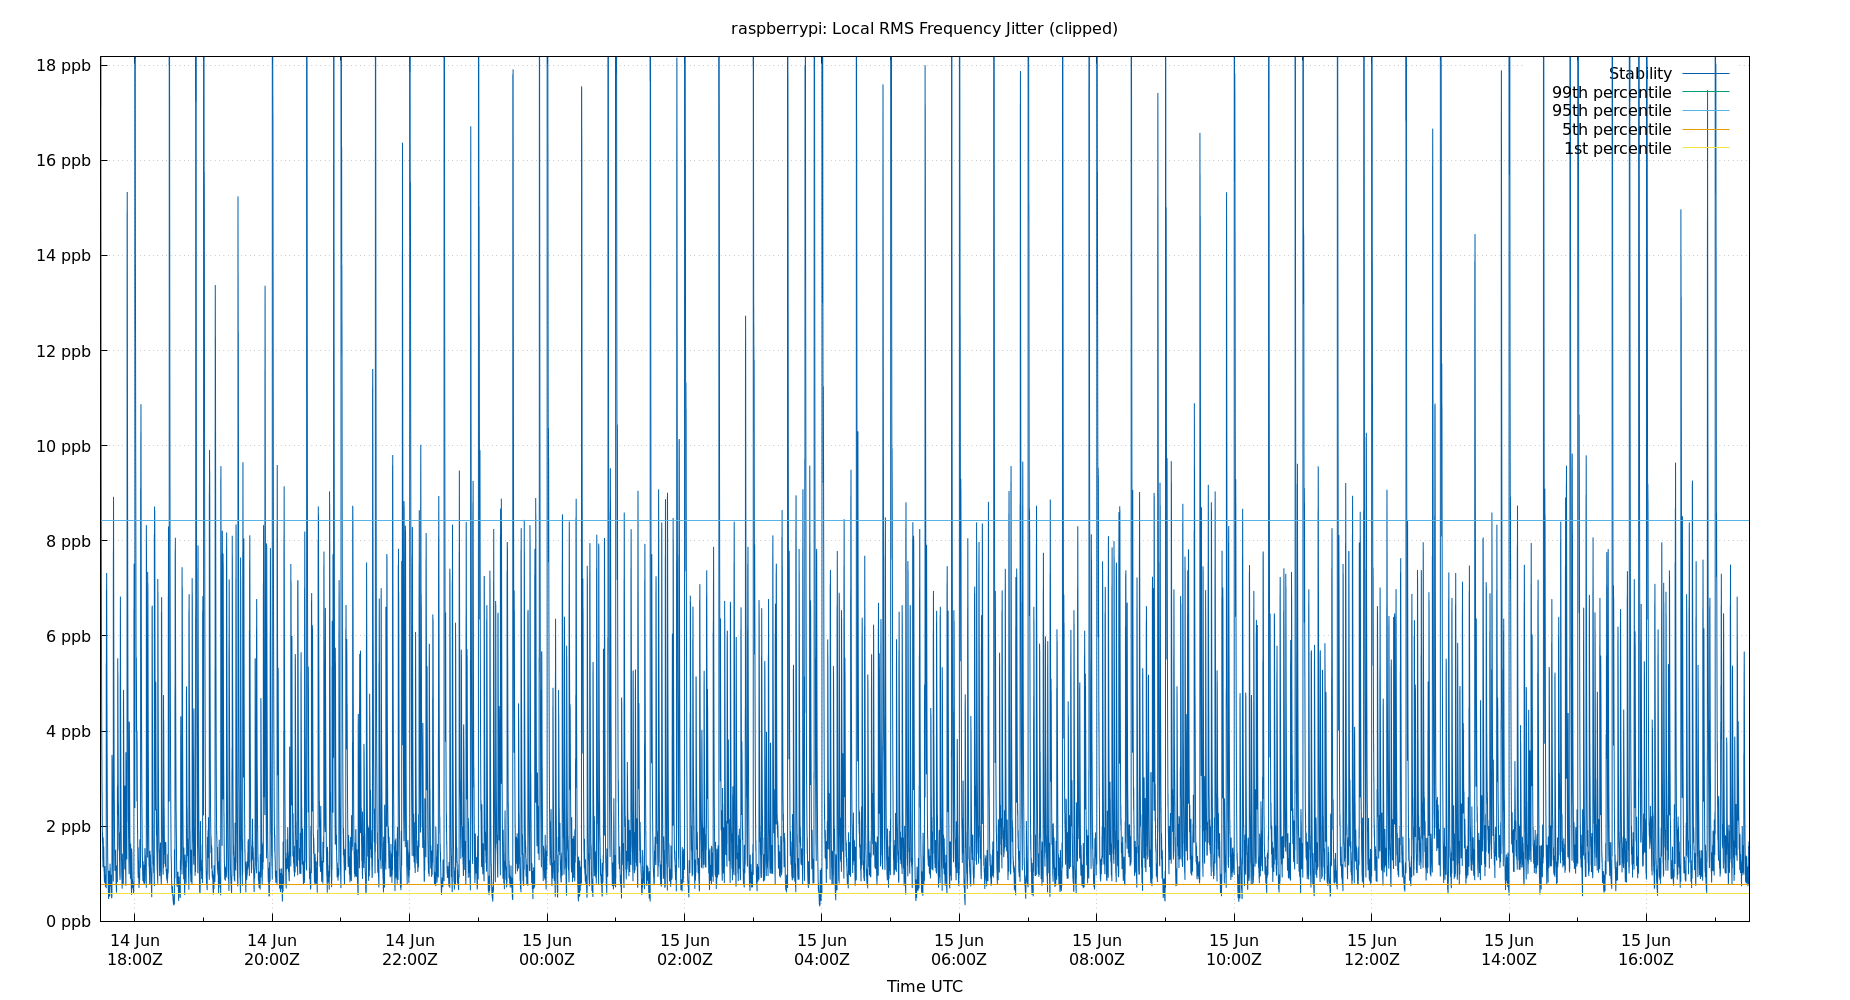 raspberrypi: Local RMS Frequency Jitter (clipped)
18 ppb
16 ppb
14 ppb
12 ppb
10 ppb
8 ppb
6 ppb
4 ppb
2 ppb
0 ppb
Stability
99th percentile
95th percentile
5th percentile
1st percentile
14 Jun 14 Jun 14 Jun 15 Jun 15 Jun 15 Jun 15 Jun 15 Jun 15 Jun 15 Jun 15 Jun 15 Jun
18:00Z 20:00Z 22:00Z 00:00Z 02:00Z 04:00Z 06:00Z 08:00Z 10:00Z 12:00Z 14:00Z 16:00Z
Time UTC